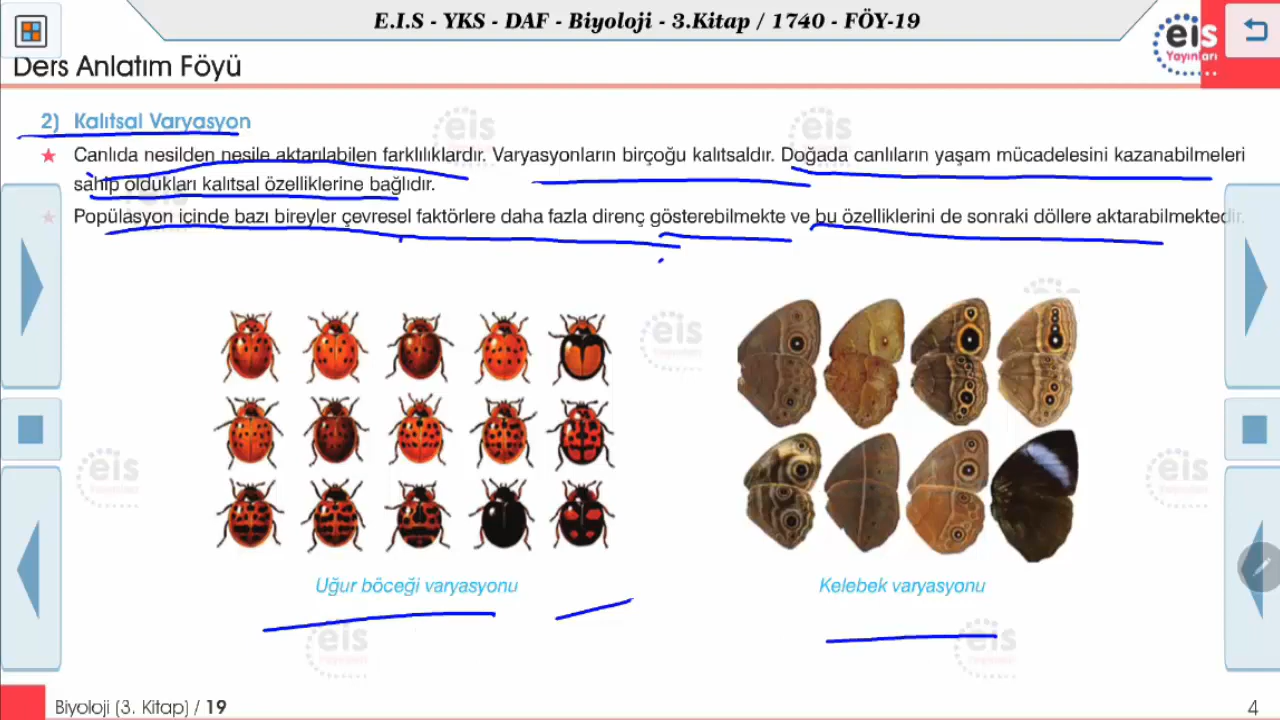 E.I.S - YKS - DAF - Biyoloji - 3.Kitap / 1740 - FÖY-19
eis
Yayınları
Ders Anlatım Föyü
2) Kalıtsal Varyasyon
Canlıda nesilden nesile aktarılabilen farklılıklardır. Varyasyonların birçoğu kalıtsaldır. Doğada canlıların yaşam mücadelesini kazanabilmeleri
sahip oldukları kalıtsal özelliklerine bağlıdır.
Popülasyon içinde bazı bireyler çevresel faktörlere daha fazla direnç gösterebilmekte ve bu özelliklerini de sonraki döllere aktarabilmektedir.
Uğur böceği varyasyonu
Kelebek varyasyonu
Biyoloji (3. Kitap) / 19
4